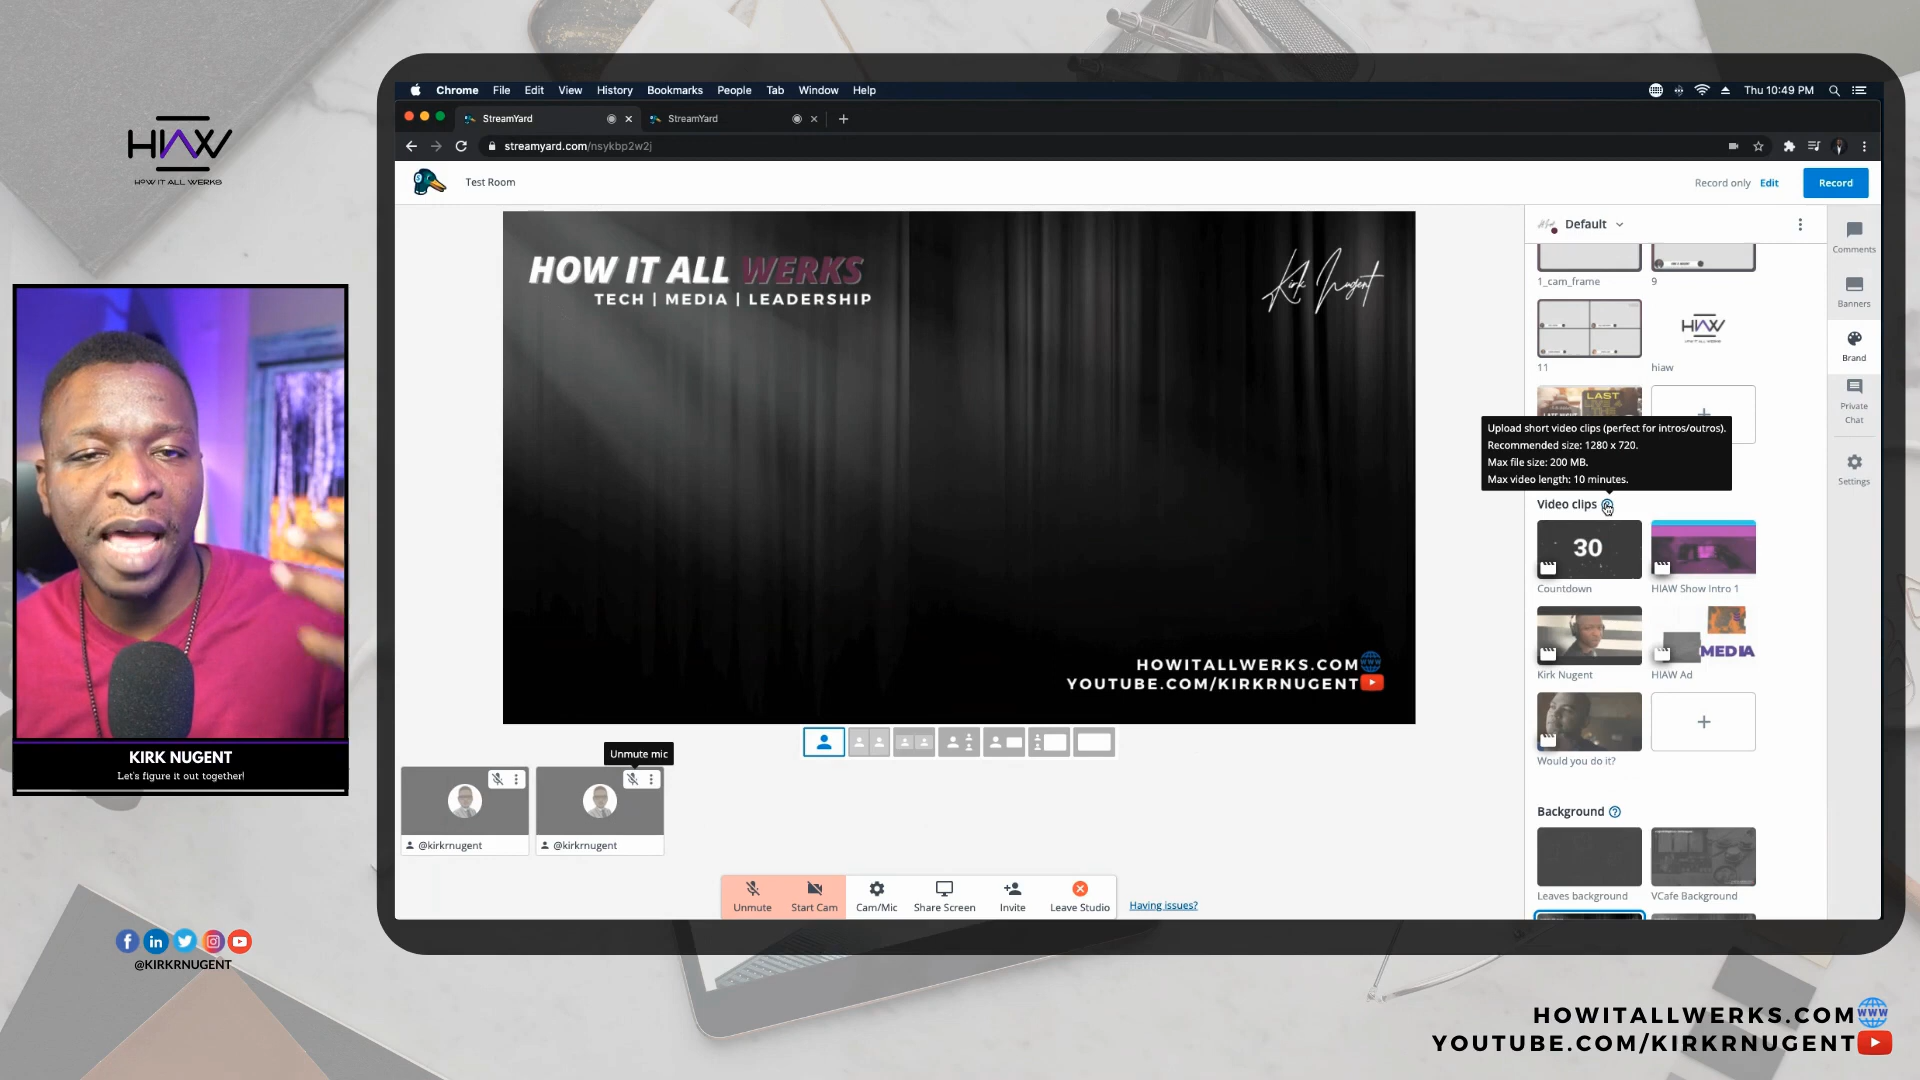 HIAW
HOW IT ALL WERKS
KIRK NUGENT
Let's figure it out together!
@KIRKRNUGENT
Chrome File Edit View History Bookmarks People Tab Window Help
Thu 10:49 PM
StreamYard
StreamYard
streamyard.com/nsykbp2w2j
Test Room
Record only Edit Record
HOW IT ALL WERKS
TECH | MEDIA | LEADERSHIP
Kirk Nugent
HOWITALLWERKS.COM
YOUTUBE.COM/KIRKRNUGENT
Unmute mic
@kirkrnugent
@kirkrnugent
Unmute
Start Cam
Cam/Mic
Share Screen
Invite
Leave Studio
Having issues?
Default
1_cam_frame
9
11
HIAW
hiaw
LAST
Upload short video clips (perfect for intros/outros).
Recommended size: 1280 x 720.
Max file size: 200 MB.
Max video length: 10 minutes.
Video clips
30
Countdown
HIAW Show Intro 1
Kirk Nugent
MEDIA
HIAW Ad
Would you do it?
Background
Leaves background
VCafe Background
Comments
Banners
Brand
Private
Chat
Settings
HOWITALLWERKS.COM
YOUTUBE.COM/KIRKRNUGENT